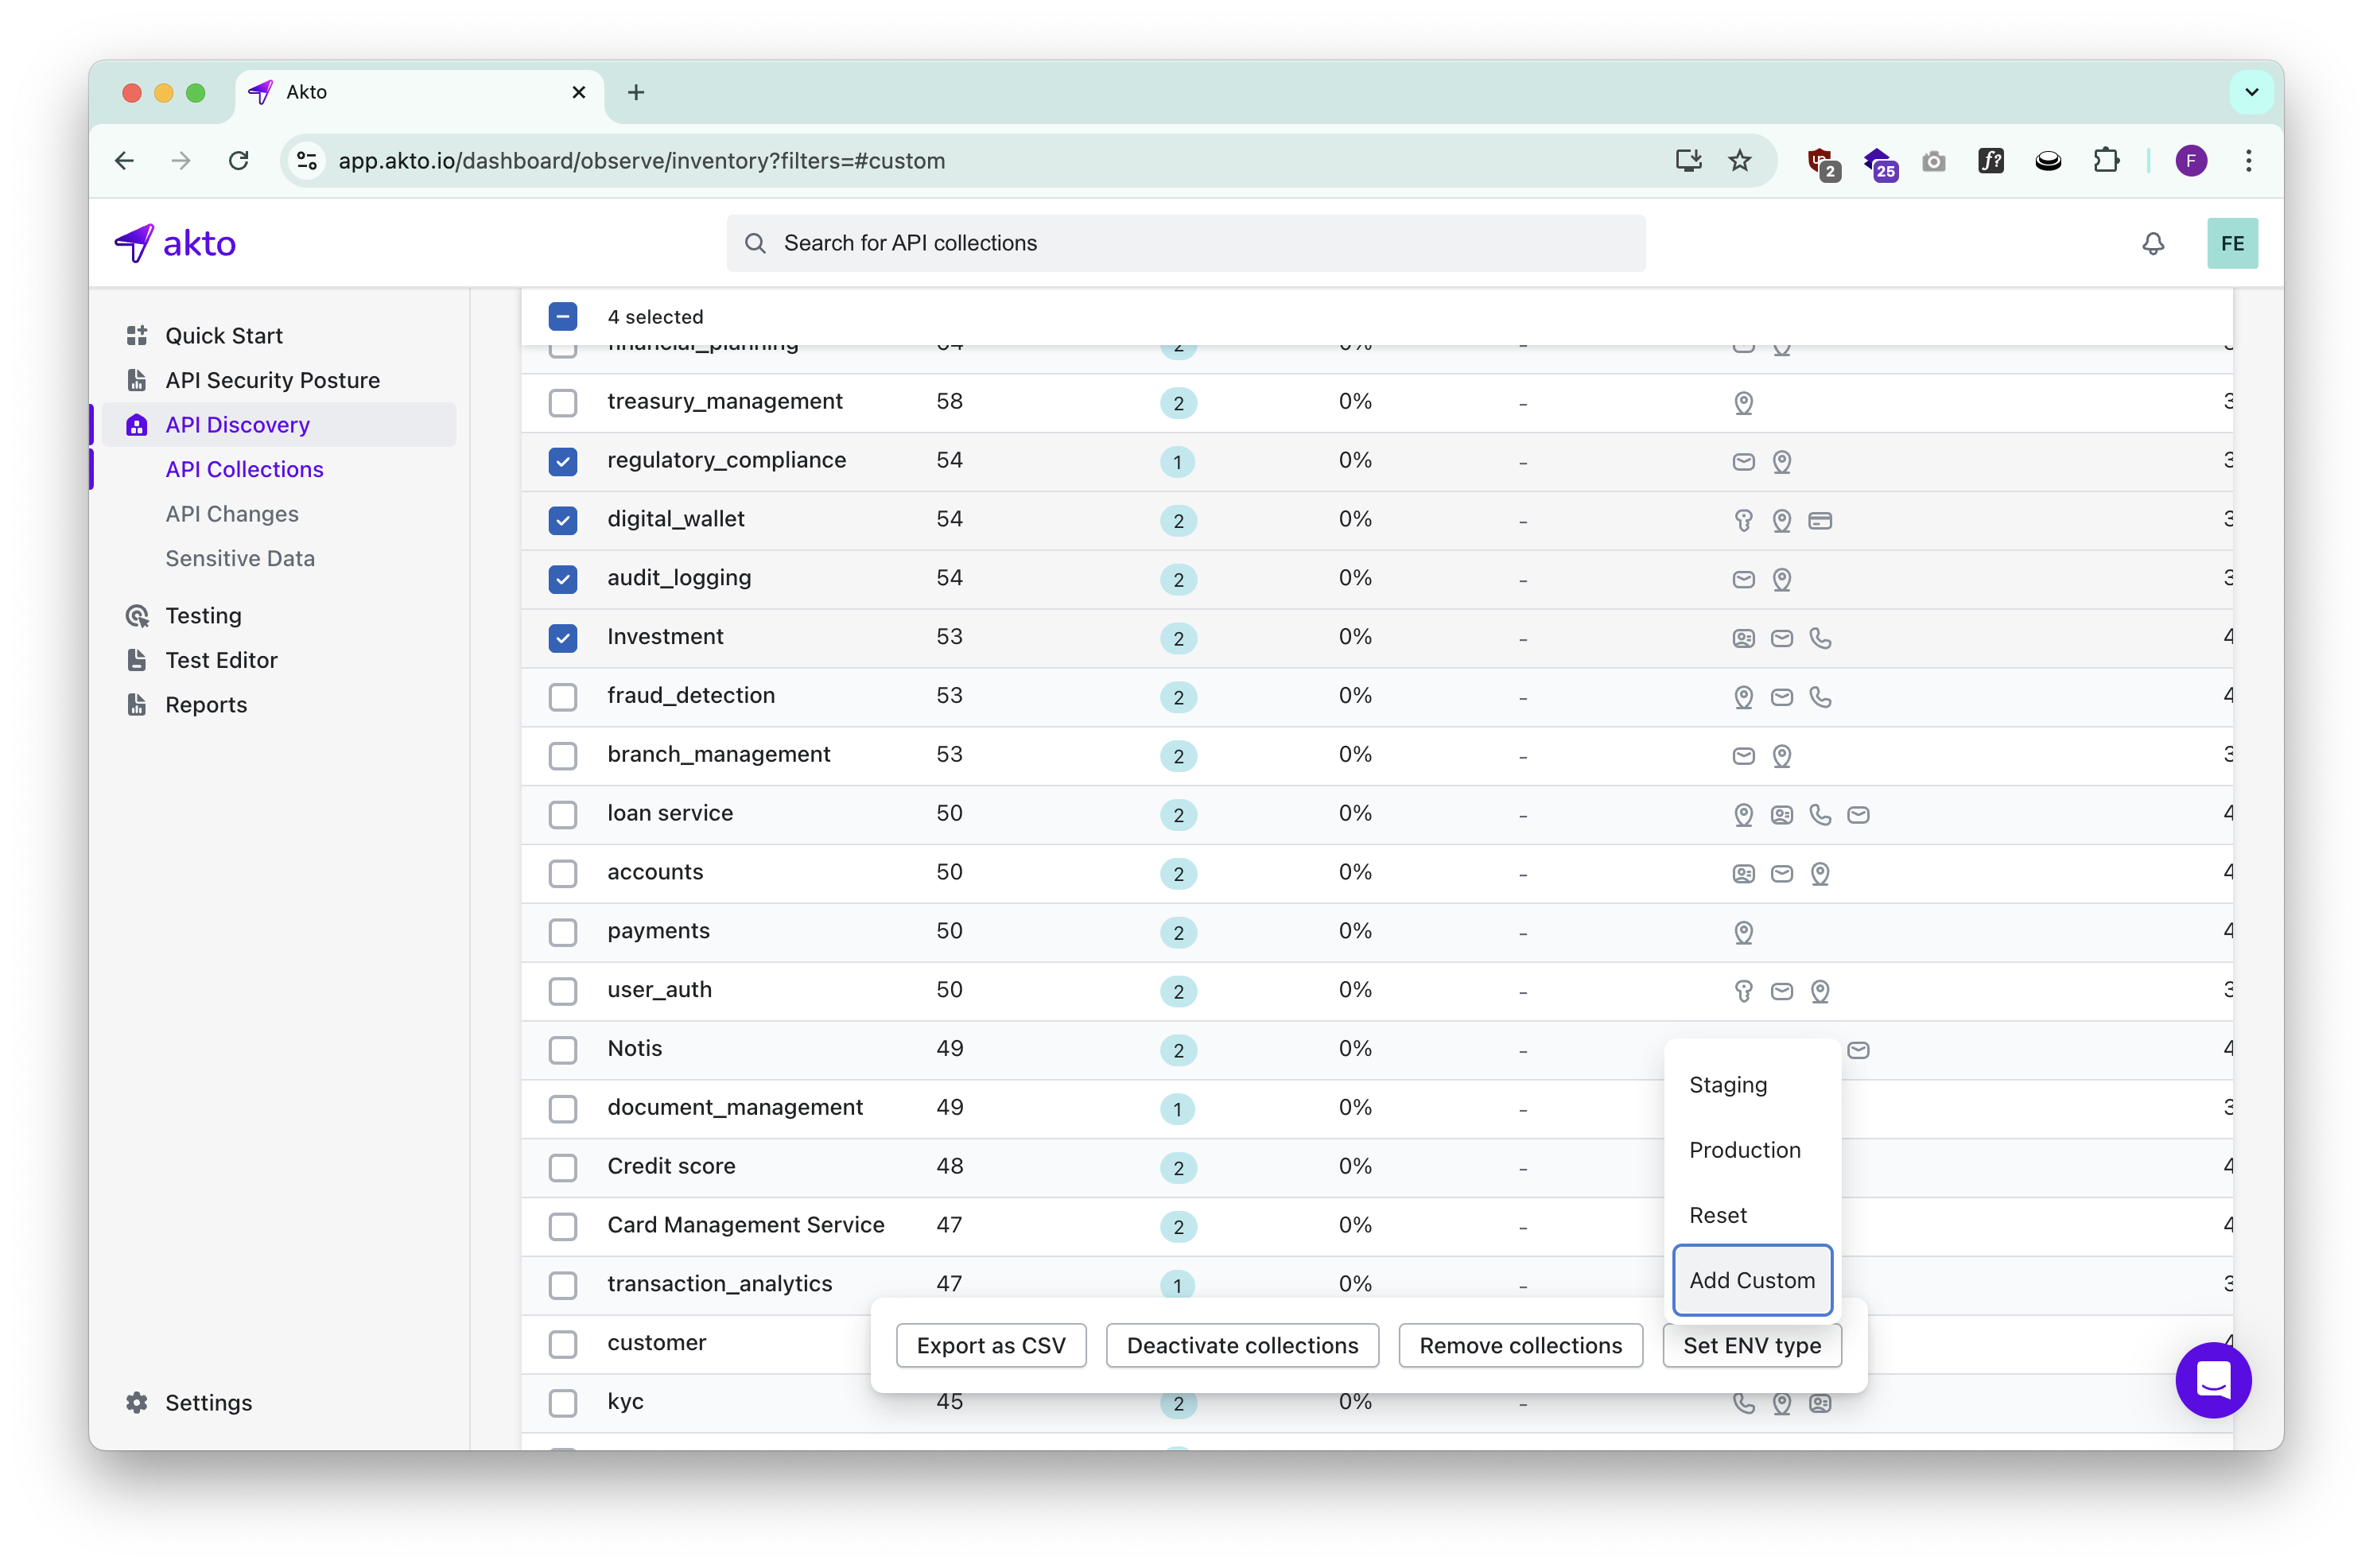 Akto
app.akto.io/dashboard/observe/inventory?filters=#custom
2
25
f?
F
akto
Search for API collections
FE
Quick Start
API Security Posture
API Discovery
API Collections
API Changes
Sensitive Data
Testing
Test Editor
Reports
Settings
4 selected
financial_planning 54 2 0% - 3
treasury_management 58 2 0% - 3
regulatory_compliance 54 1 0% - 3
digital_wallet 54 2 0% - 3
audit_logging 54 2 0% - 3
Investment 53 2 0% - 4
fraud_detection 53 2 0% - 4
branch_management 53 2 0% - 3
loan service 50 2 0% - 4
accounts 50 2 0% - 4
payments 50 2 0% - 4
user_auth 50 2 0% - 3
Notis 49 2 0% - 4
document_management 49 1 0% - 3
Credit score 48 2 0% - 4
Card Management Service 47 2 0% - 4
transaction_analytics 47 1 0% - 3
customer 4
kyc 45 2 0% -
Staging
Production
Reset
Add Custom
Export as CSV
Deactivate collections
Remove collections
Set ENV type